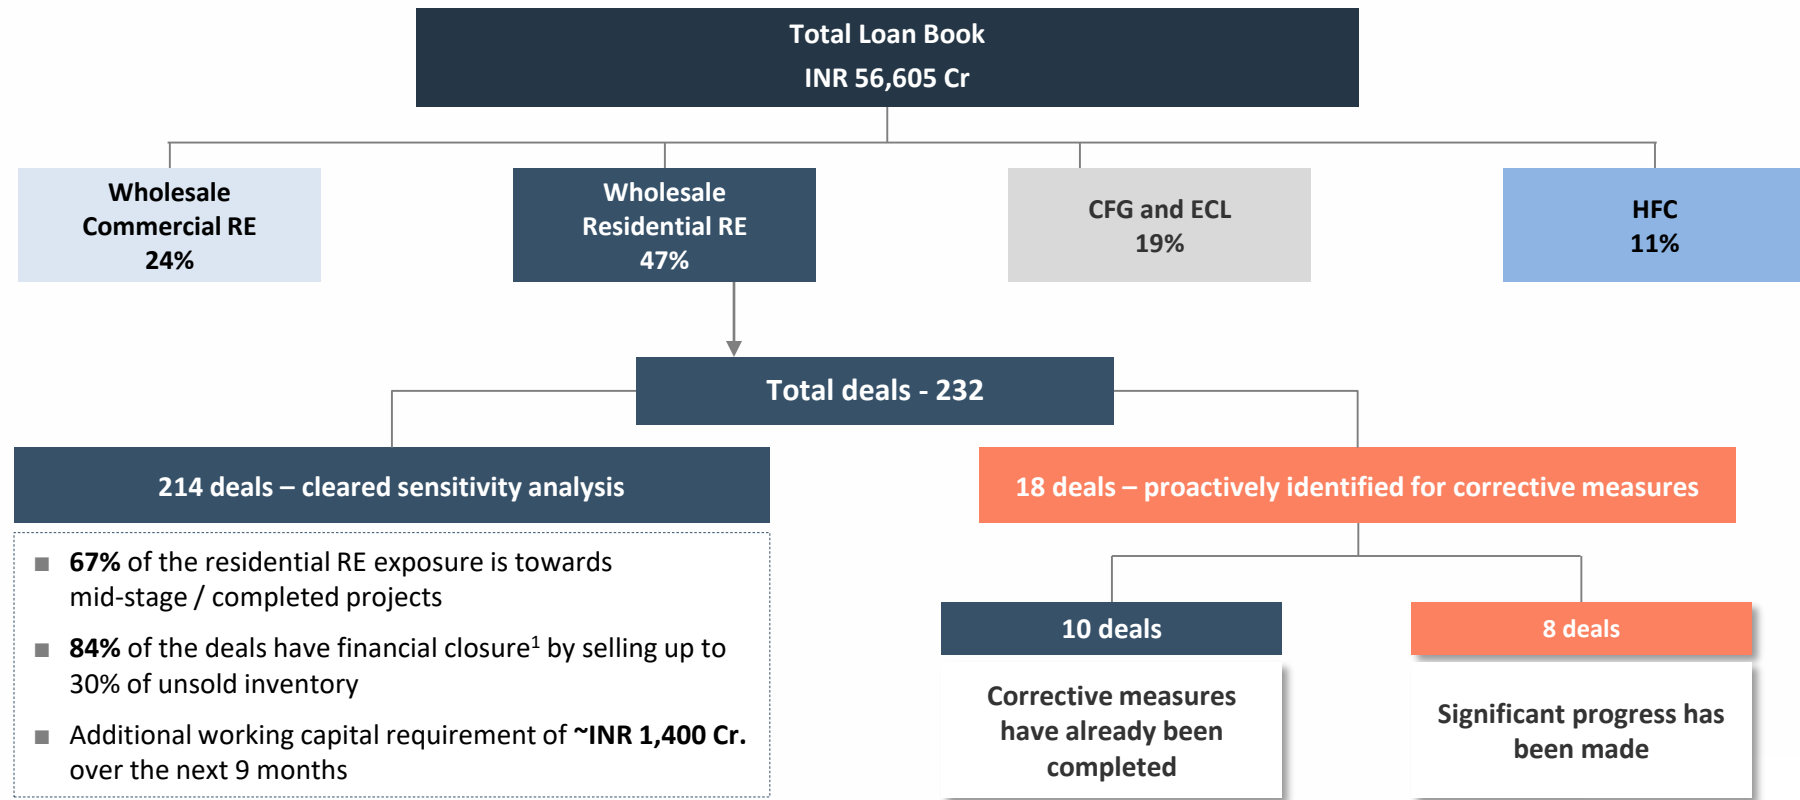 Total Loan Book
INR 56,605 Cr
Wholesale
Commercial RE
24%
Wholesale
Residential RE
47%
CFG and ECL
19%
HFC
11%
Total deals - 232
214 deals – cleared sensitivity analysis
18 deals – proactively identified for corrective measures
■ 67% of the residential RE exposure is towards
mid-stage / completed projects
■ 84% of the deals have financial closure¹ by selling up to
30% of unsold inventory
■ Additional working capital requirement of ~INR 1,400 Cr.
over the next 9 months
10 deals
Corrective measures
have already been
completed
8 deals
Significant progress has
been made